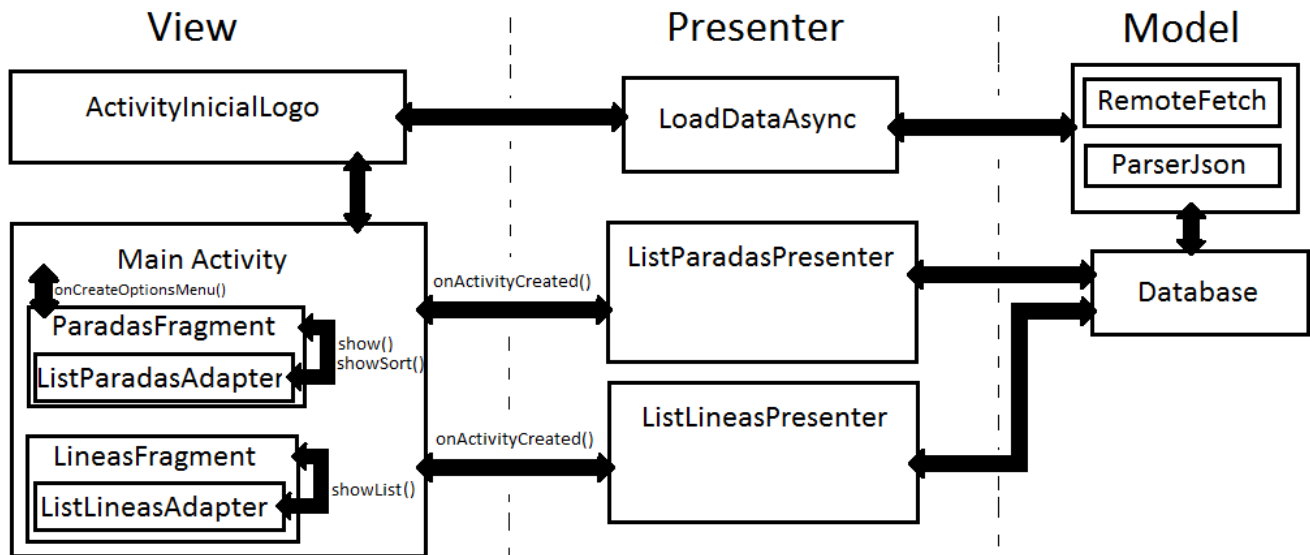 View
Presenter
Model
ActivityInicialLogo
LoadDataAsync
RemoteFetch
ParserJson
Main Activity
onCreateOptionsMenu()
ParadasFragment
ListParadasAdapter
show()
showSort()
LineasFragment
ListLineasAdapter
showList()
onActivityCreated()
ListParadasPresenter
onActivityCreated()
ListLineasPresenter
Database